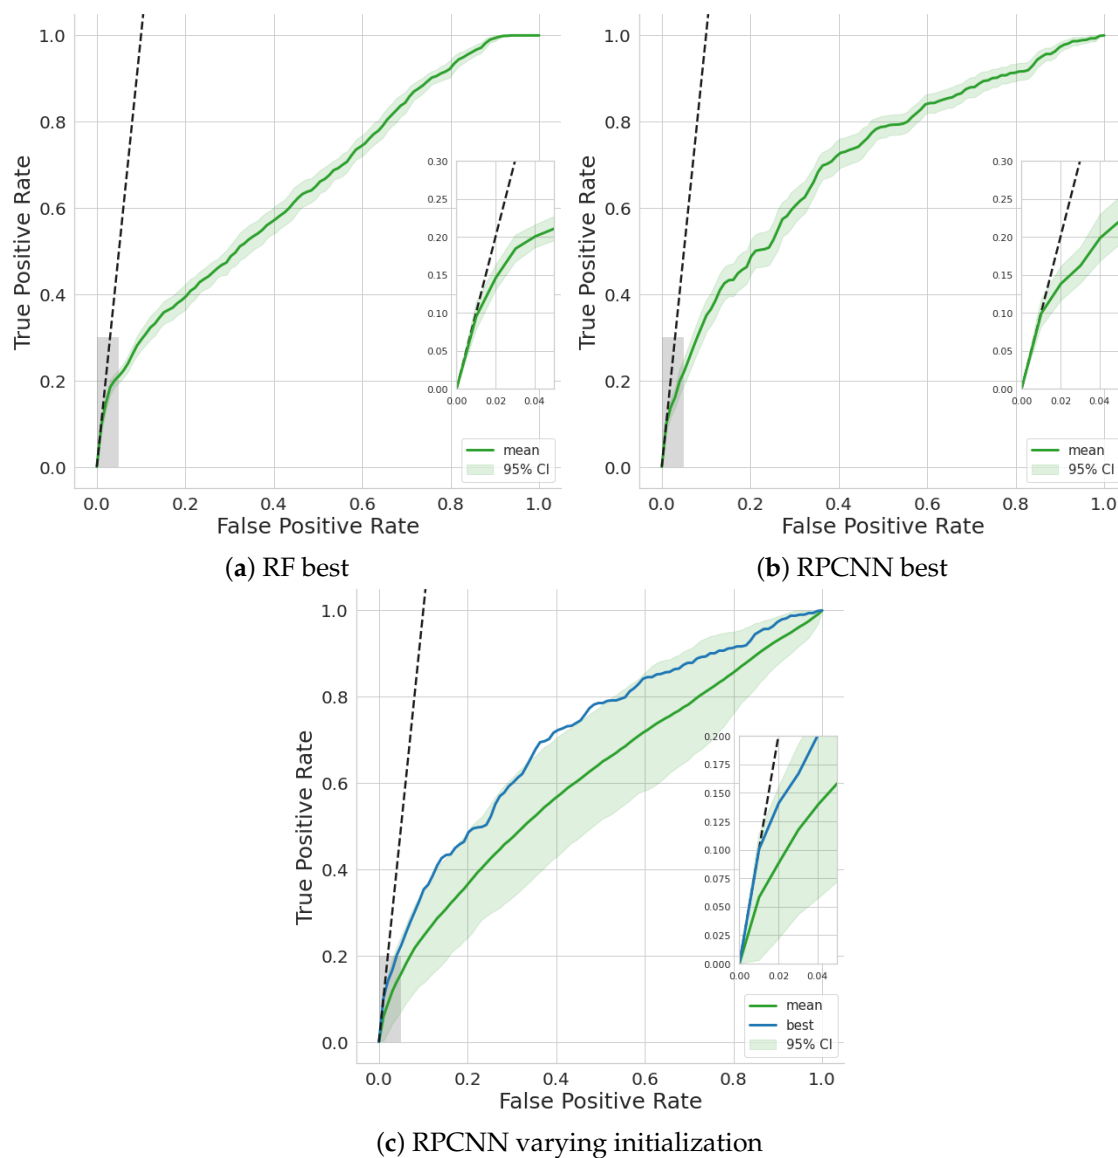 1.0
0.8
0.6
0.4
0.2
0.0
True Positive Rate
0.30
0.25
0.20
0.15
0.10
0.05
0.00
0.00 0.02 0.04
mean
95% CI
0.0 0.2 0.4 0.6 0.8 1.0
False Positive Rate
(a) RF best
1.0
0.8
0.6
0.4
0.2
0.0
True Positive Rate
0.30
0.25
0.20
0.15
0.10
0.05
0.00
0.00 0.02 0.04
mean
95% CI
0.0 0.2 0.4 0.6 0.8 1.0
False Positive Rate
(b) RPCNN best
1.0
0.8
0.6
0.4
0.2
0.0
True Positive Rate
0.200
0.175
0.150
0.125
0.100
0.075
0.050
0.025
0.000
0.00 0.02 0.04
mean
best
95% CI
0.0 0.2 0.4 0.6 0.8 1.0
False Positive Rate
(c) RPCNN varying initialization